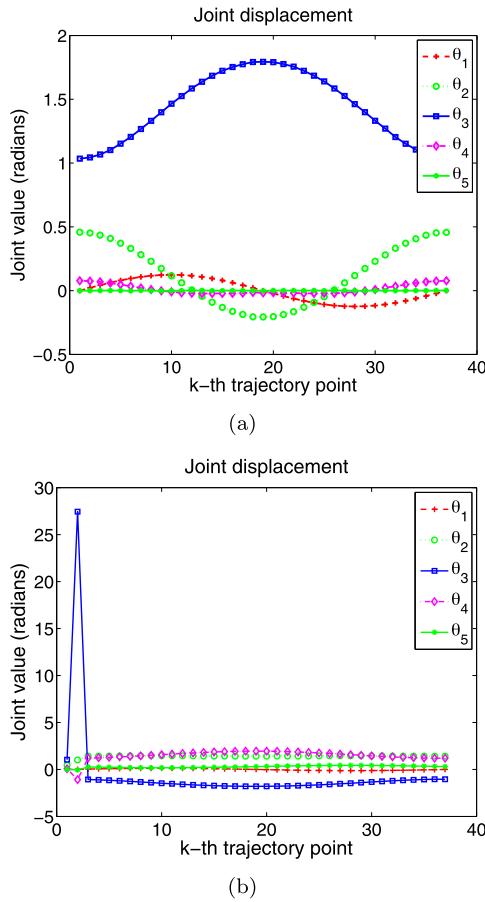 Joint displacement
2
1.5
1
0.5
0
−0.5
Joint value (radians)
0
10
20
30
40
k−th trajectory point
θ1
θ2
θ3
θ4
θ5
(a)
Joint displacement
30
25
20
15
10
5
0
−5
Joint value (radians)
0
10
20
30
40
k−th trajectory point
θ1
θ2
θ3
θ4
θ5
(b)